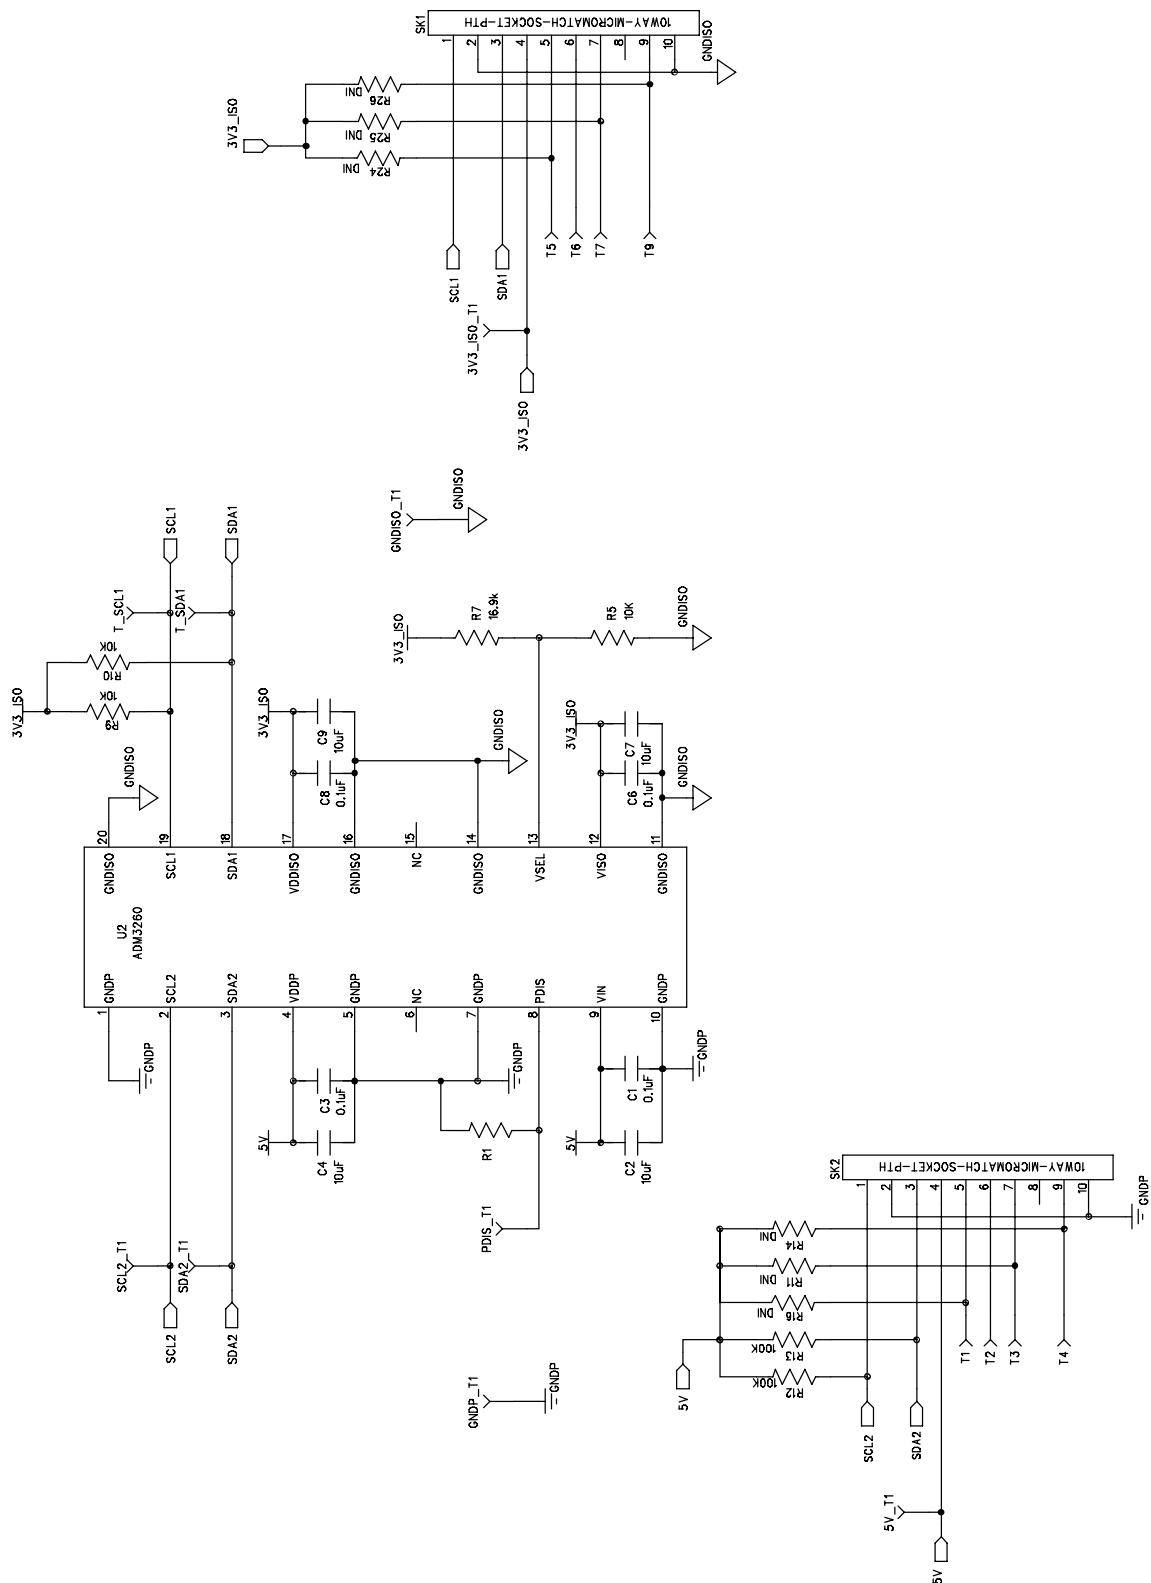 SK1
10WAY-MICROMATCH-SOCKET-PTH
1
2
3
4
5
6
7
8
9
10
GNDISO
3V3_ISO
R26
DNI
R25
DNI
R24
DNI
SCL1
SDA1
T5
T6
T7
T9
3V3_ISO_T1
3V3_ISO
GNDISO_T1
GNDISO
SCL1
SDA1
T_SCL1
T_SDA1
3V3_ISO
R10
10K
R9
10K
GNDISO
3V3_ISO
C9
10uF
C8
0.1uF
GNDISO
3V3_ISO
R7
16.9k
R5
10K
GNDISO
3V3_ISO
C7
10uF
C6
0.1uF
GNDISO
20
19
18
17
16
15
14
13
12
11
GNDISO
SCL1
SDA1
VDDISO
GNDISO
NC
GNDISO
VSEL
VISO
GNDISO
U2
ADM3260
GNDP
SCL2
SDA2
VDDP
GNDP
NC
GNDP
PDIS
VIN
GNDP
1
2
3
4
5
6
7
8
9
10
GNDP
C3
0.1uF
C4
10uF
5V
GNDP
R1
PDIS_T1
C1
0.1uF
C2
10uF
5V
GNDP
SCL2_T1
SDA2_T1
SCL2
SDA2
GNDP_T1
GNDP
SK2
10WAY-MICROMATCH-SOCKET-PTH
1
2
3
4
5
6
7
8
9
10
GNDP
R14
DNI
R11
DNI
R16
DNI
R13
100K
R12
100K
5V
T1
T2
T3
T4
SCL2
SDA2
5V_T1
5V